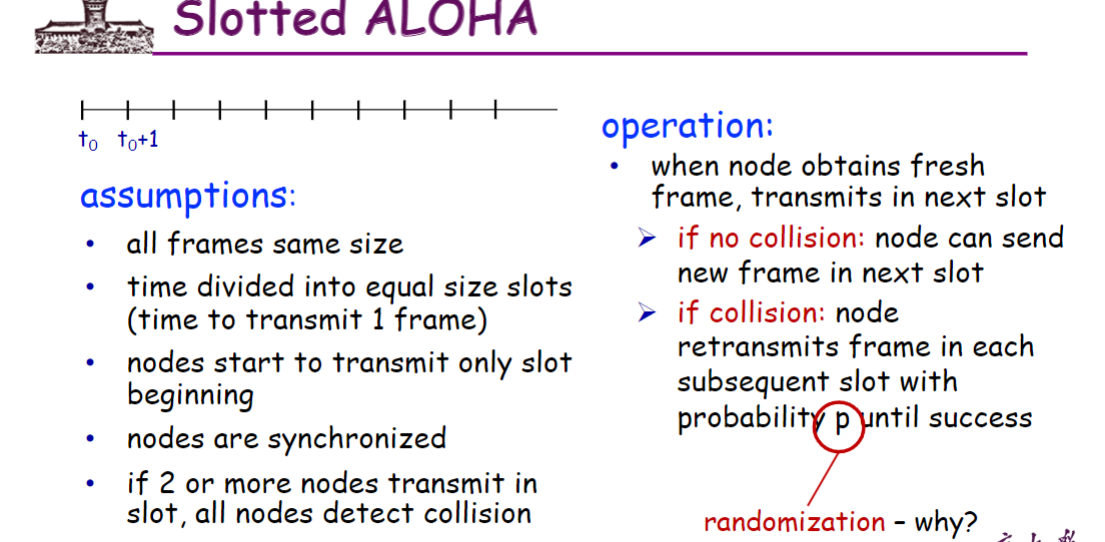 Slotted ALOHA
t0 t0+1
assumptions:
• all frames same size
• time divided into equal size slots
(time to transmit 1 frame)
• nodes start to transmit only slot
beginning
• nodes are synchronized
• if 2 or more nodes transmit in
slot, all nodes detect collision
operation:
• when node obtains fresh
frame, transmits in next slot
➢ if no collision: node can send
new frame in next slot
➢ if collision: node
retransmits frame in each
subsequent slot with
probability p until success
randomization – why?